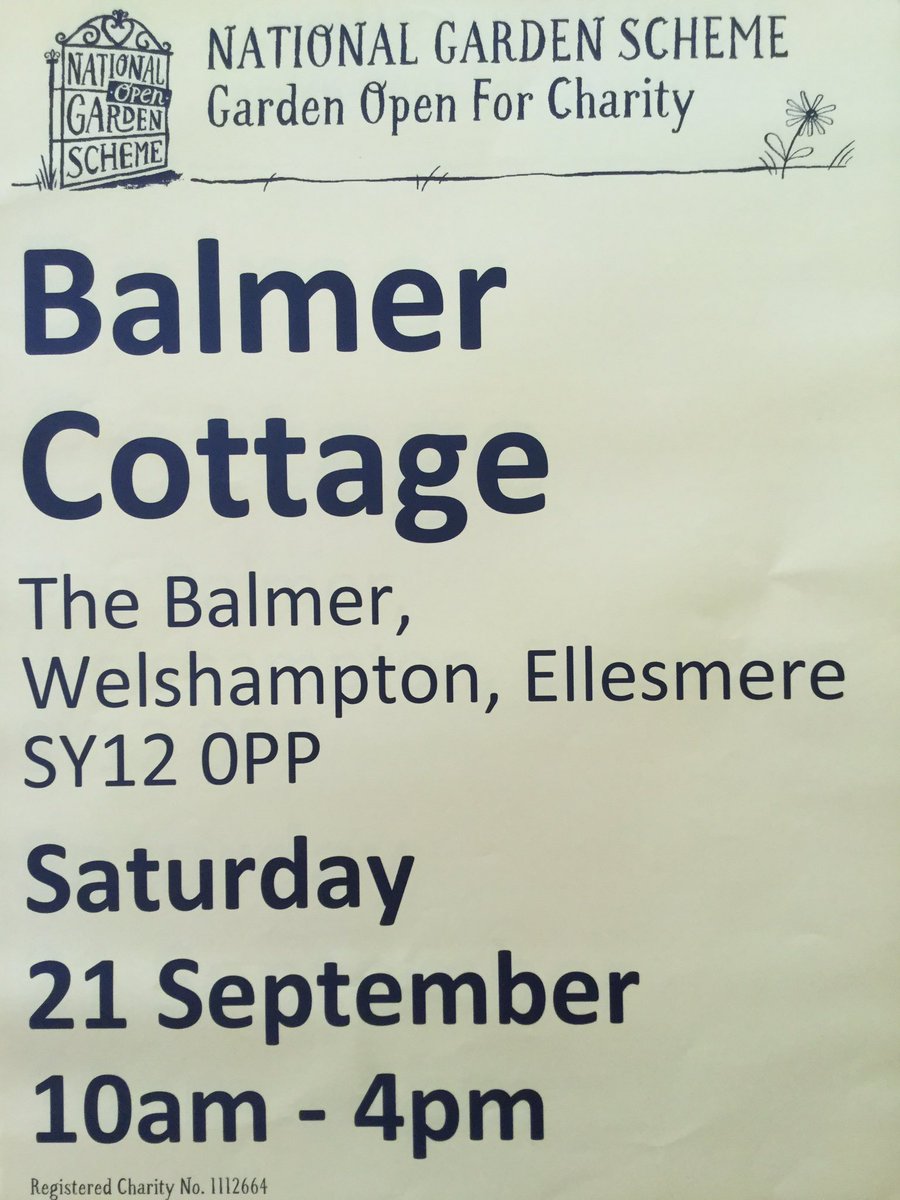 NATIONAL
Open
GARDEN
SCHEME
NATIONAL GARDEN SCHEME
Garden Open For Charity
Balmer
Cottage
The Balmer,
Welshampton, Ellesmere
SY12 0PP
Saturday
21 September
10am - 4pm
Registered Charity No. 1112664